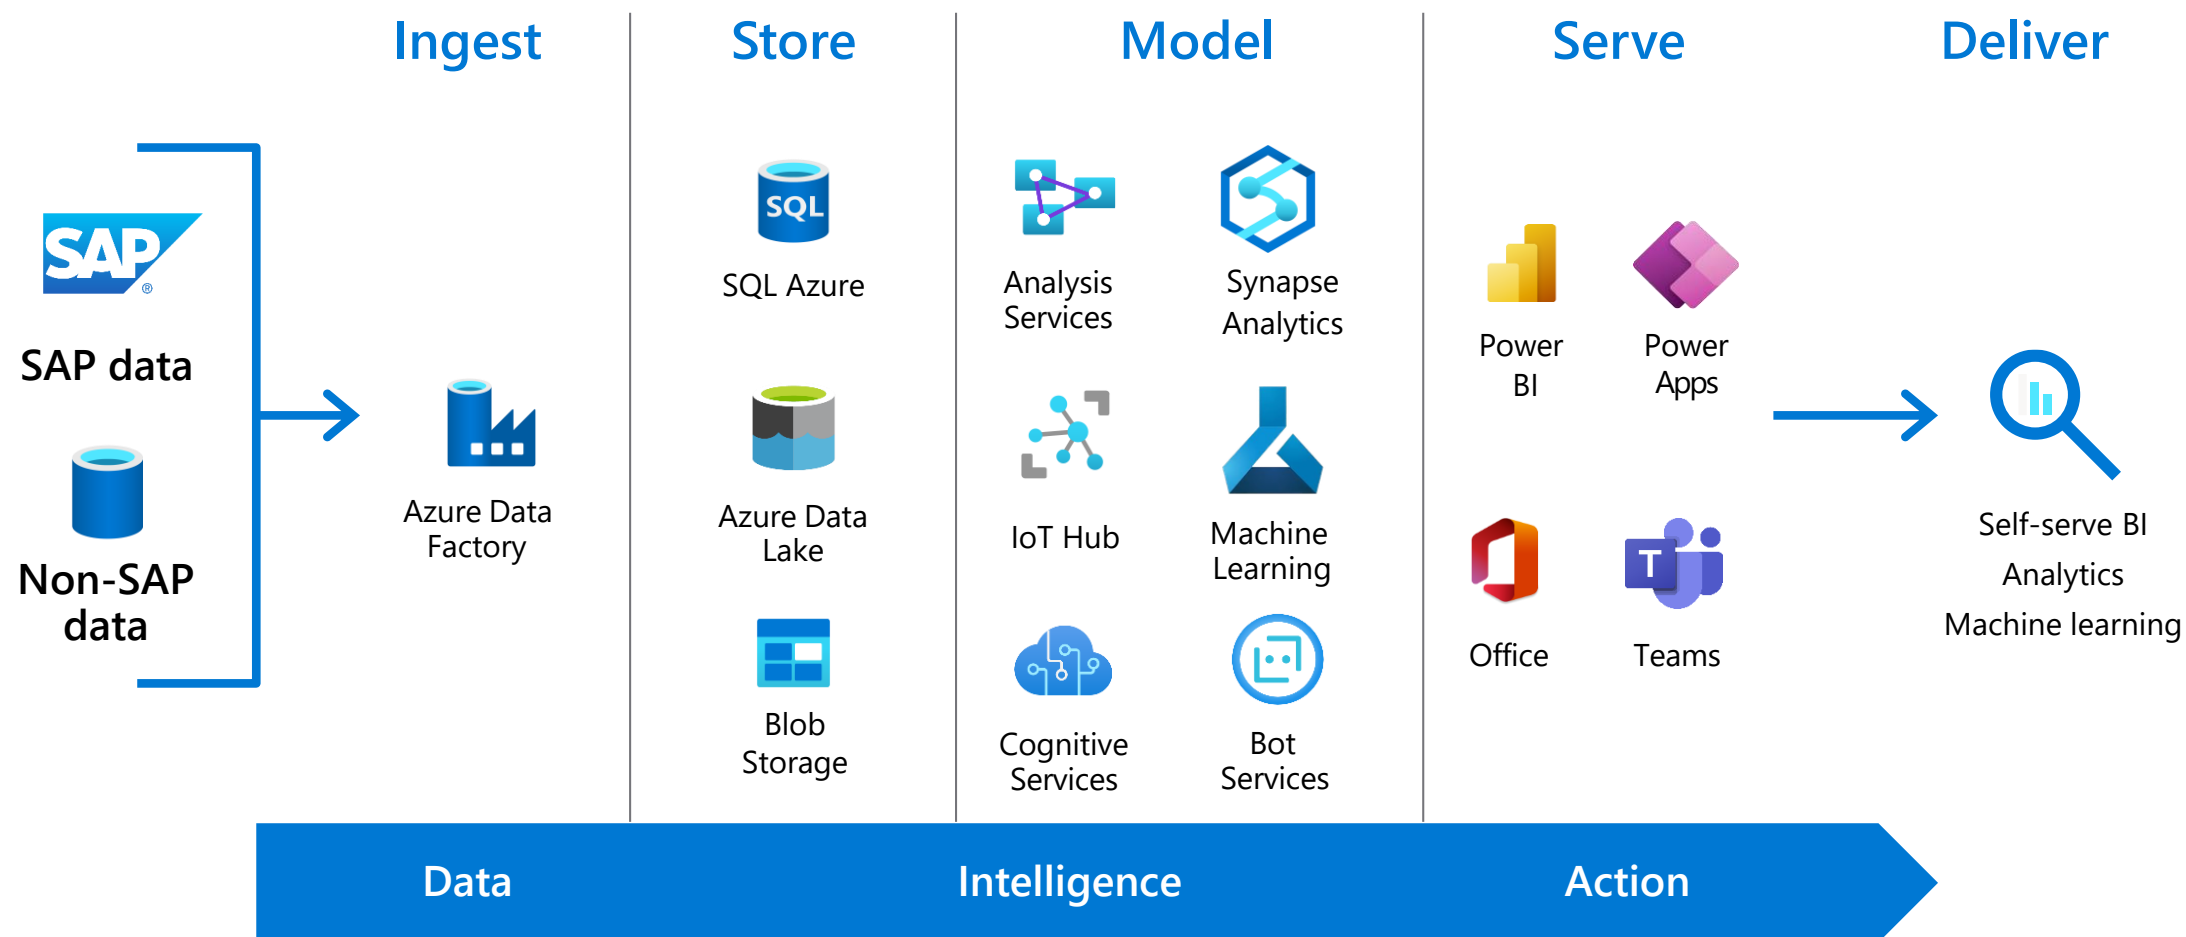 Ingest
Store
Model
Serve
Deliver
SAP
®
SAP data
Non-SAP
data
Azure Data
Factory
SQL
SQL Azure
Azure Data
Lake
Blob
Storage
Analysis
Services
Synapse
Analytics
IoT Hub
Machine
Learning
Cognitive
Services
Bot
Services
Power
BI
Power
Apps
Office
T
Teams
Self-serve BI
Analytics
Machine learning
Data
Intelligence
Action